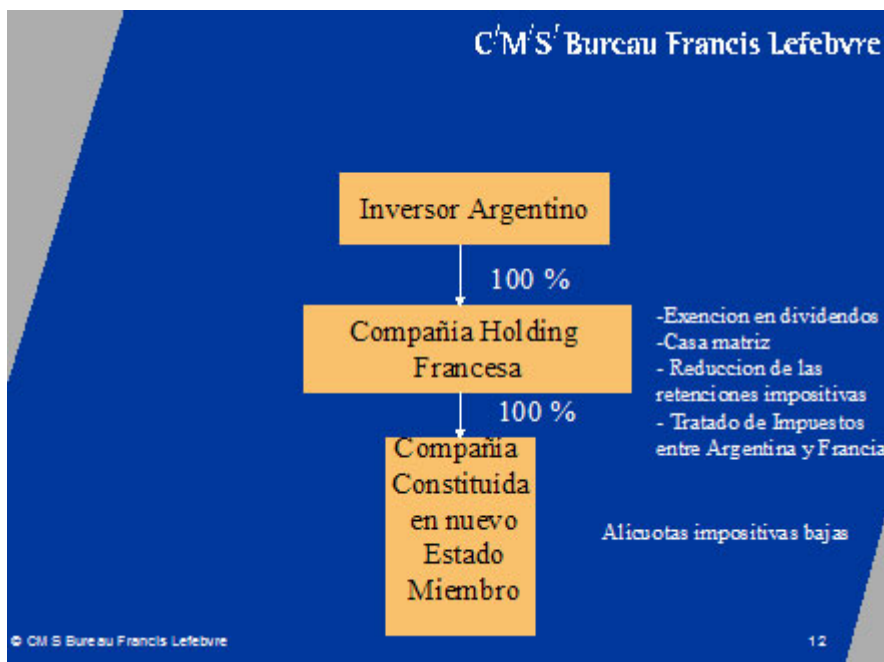 C'M'S' Bureau Francis Lefebvre
Inversor Argentino
100 %
Compañia Holding
Francesa
-Exencion en dividendos
-Casa matriz
- Reduccion de las
retenciones impositivas
- Tratado de Impuestos
entre Argentina y Francia
100 %
Compañia
Constituida
en nuevo
Estado
Miembro
Alicuotas impositivas bajas
© CM S Bureau Francis Lefebvre
12